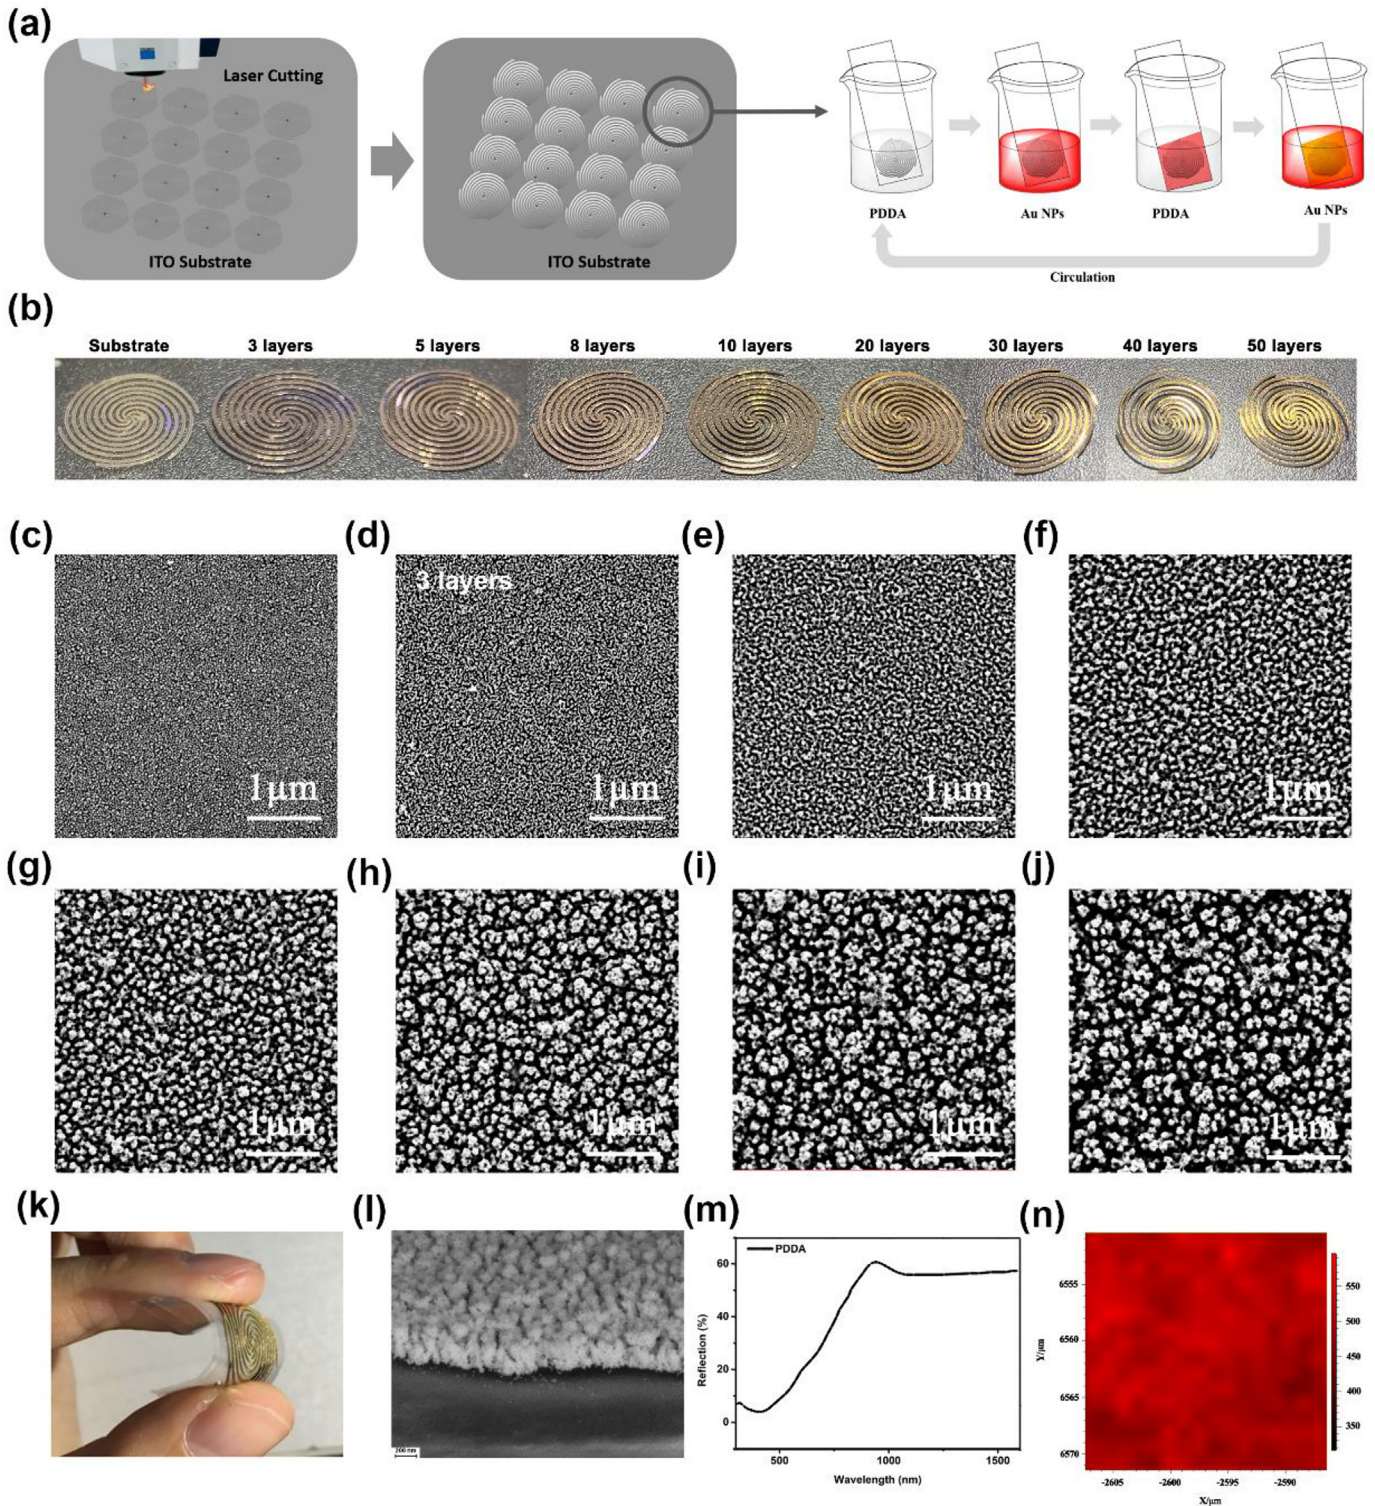 (a)
Laser Cutting
ITO Substrate
ITO Substrate
PDDA
Au NPs
PDDA
Au NPs
Circulation
(b)
Substrate
3 layers
5 layers
8 layers
10 layers
20 layers
30 layers
40 layers
50 layers
(c)
1μm
(d)
3 layers
1μm
(e)
1μm
(f)
1μm
(g)
1μm
(h)
1μm
(i)
1μm
(j)
1μm
(k)
(l)
200 nm
(m)
PDDA
60
40
20
0
Reflection (%)
500
1000
1500
Wavelength (nm)
(n)
6555
6560
6565
6570
Y/μm
-2605
-2600
-2595
-2590
X/μm
550
500
450
400
350